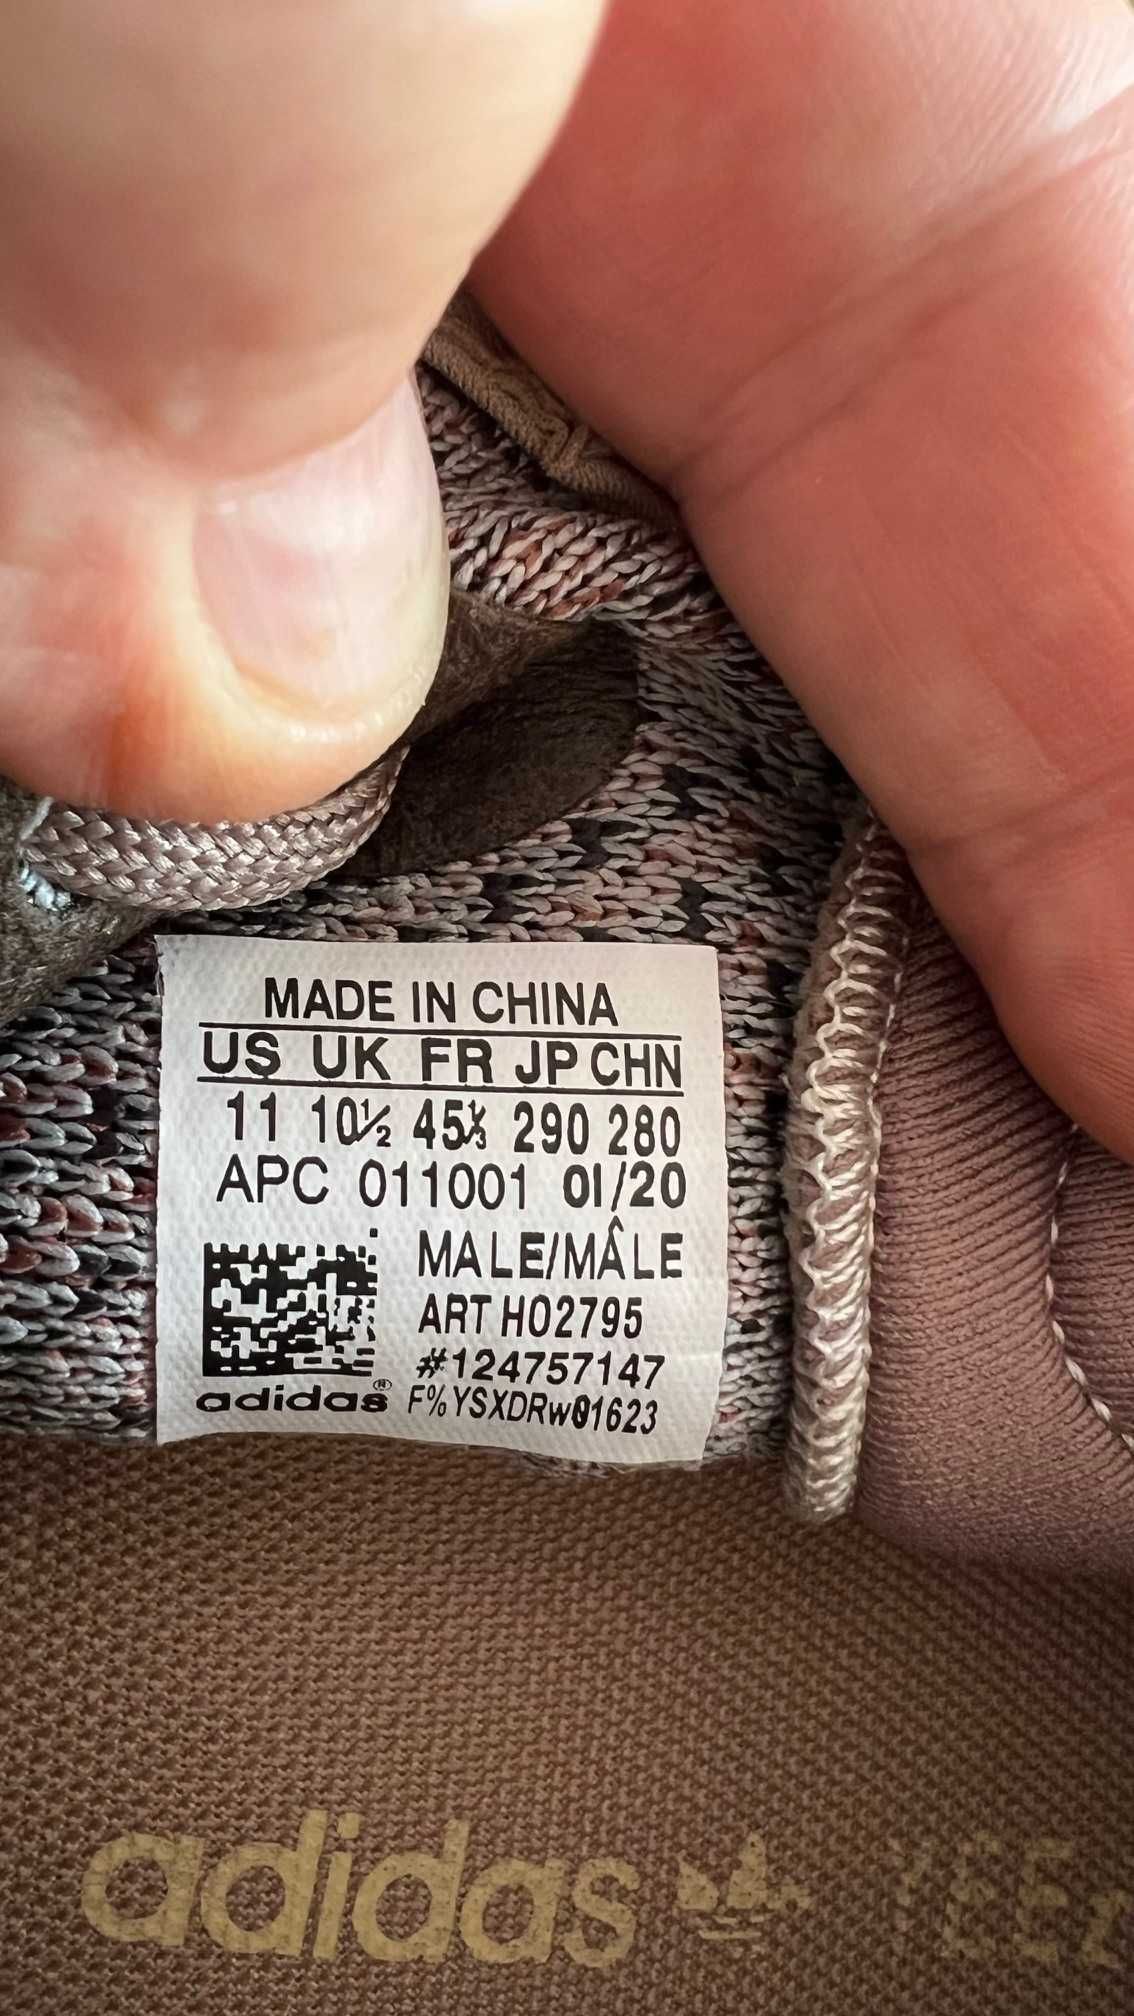 MADE IN CHINA
US UK FR JP CHN
11 10½ 45⅓ 290 280
APC 011001 01/20
MALE/MÂLE
ART HO2795
#124757147
adidas® F%YSXDRW01623
adidas